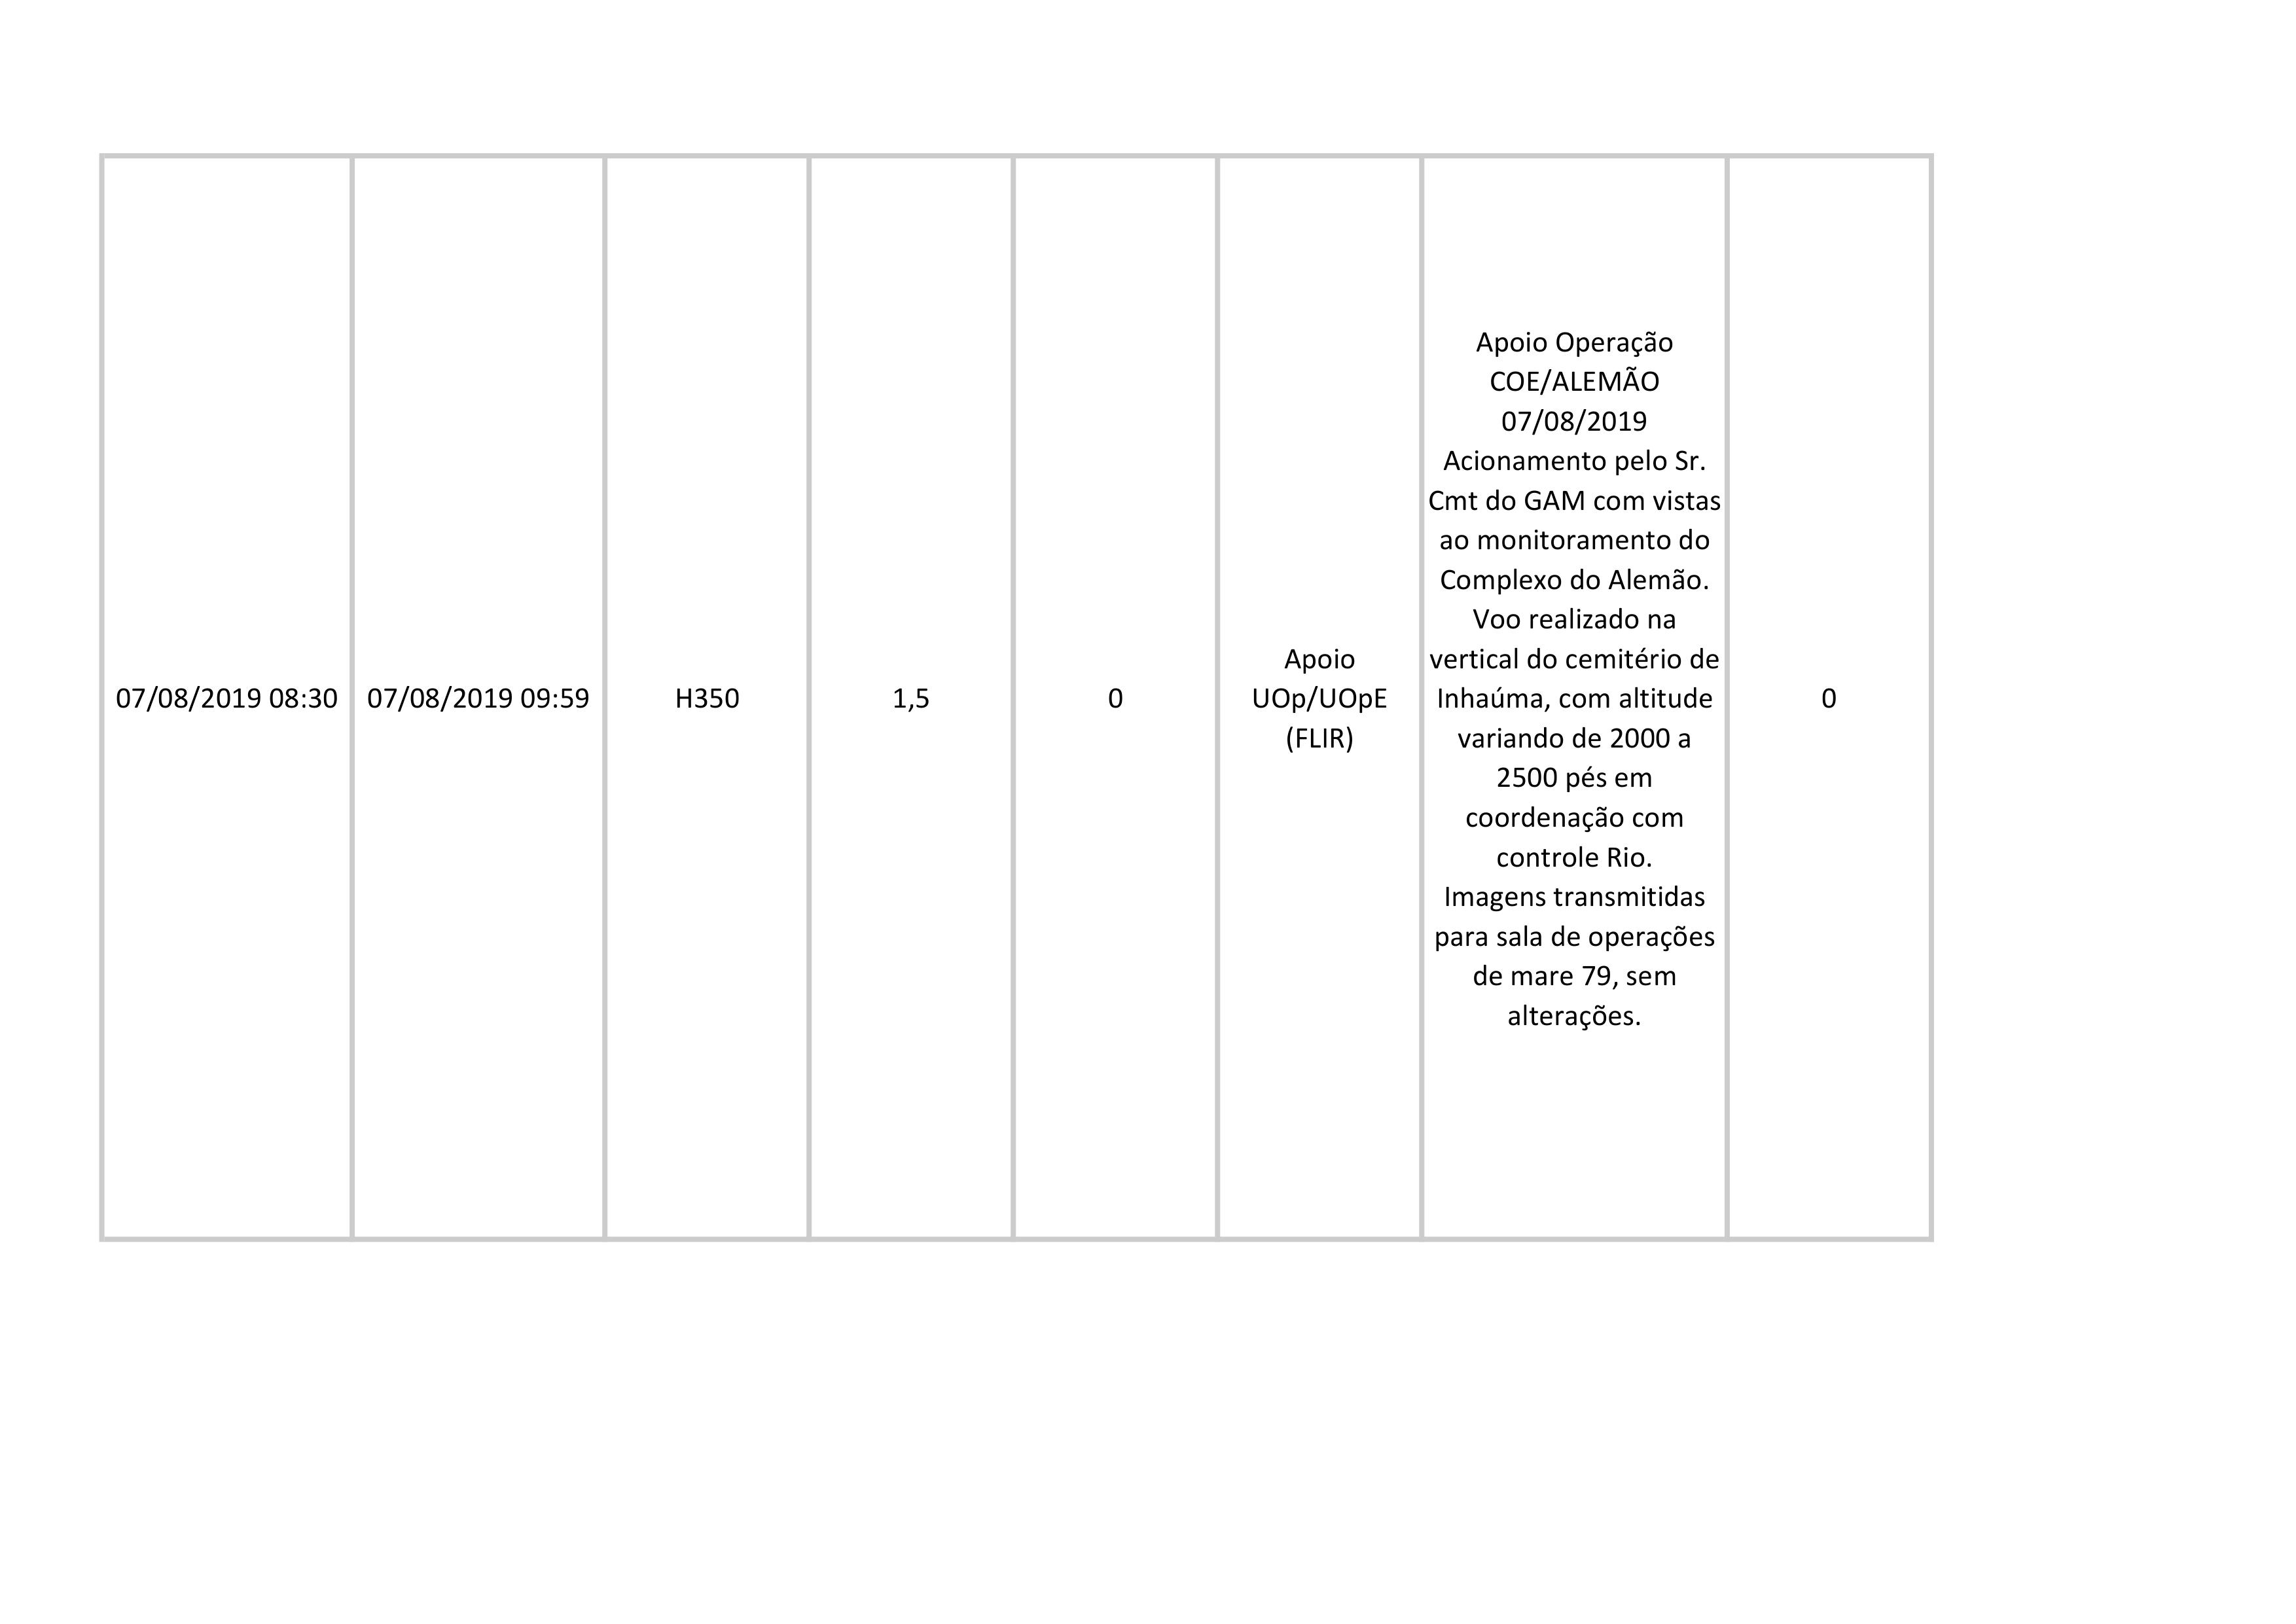 07/08/2019 08:30
07/08/2019 09:59
H350
1,5
0
Apoio
UOp/UOpE
(FLIR)
Apoio Operação
COE/ALEMÃO
07/08/2019
Acionamento pelo Sr.
Cmt do GAM com vistas
ao monitoramento do
Complexo do Alemão.
Voo realizado na
vertical do cemitério de
Inhaúma, com altitude
variando de 2000 a
2500 pés em
coordenação com
controle Rio.
Imagens transmitidas
para sala de operações
de mare 79, sem
alterações.
0